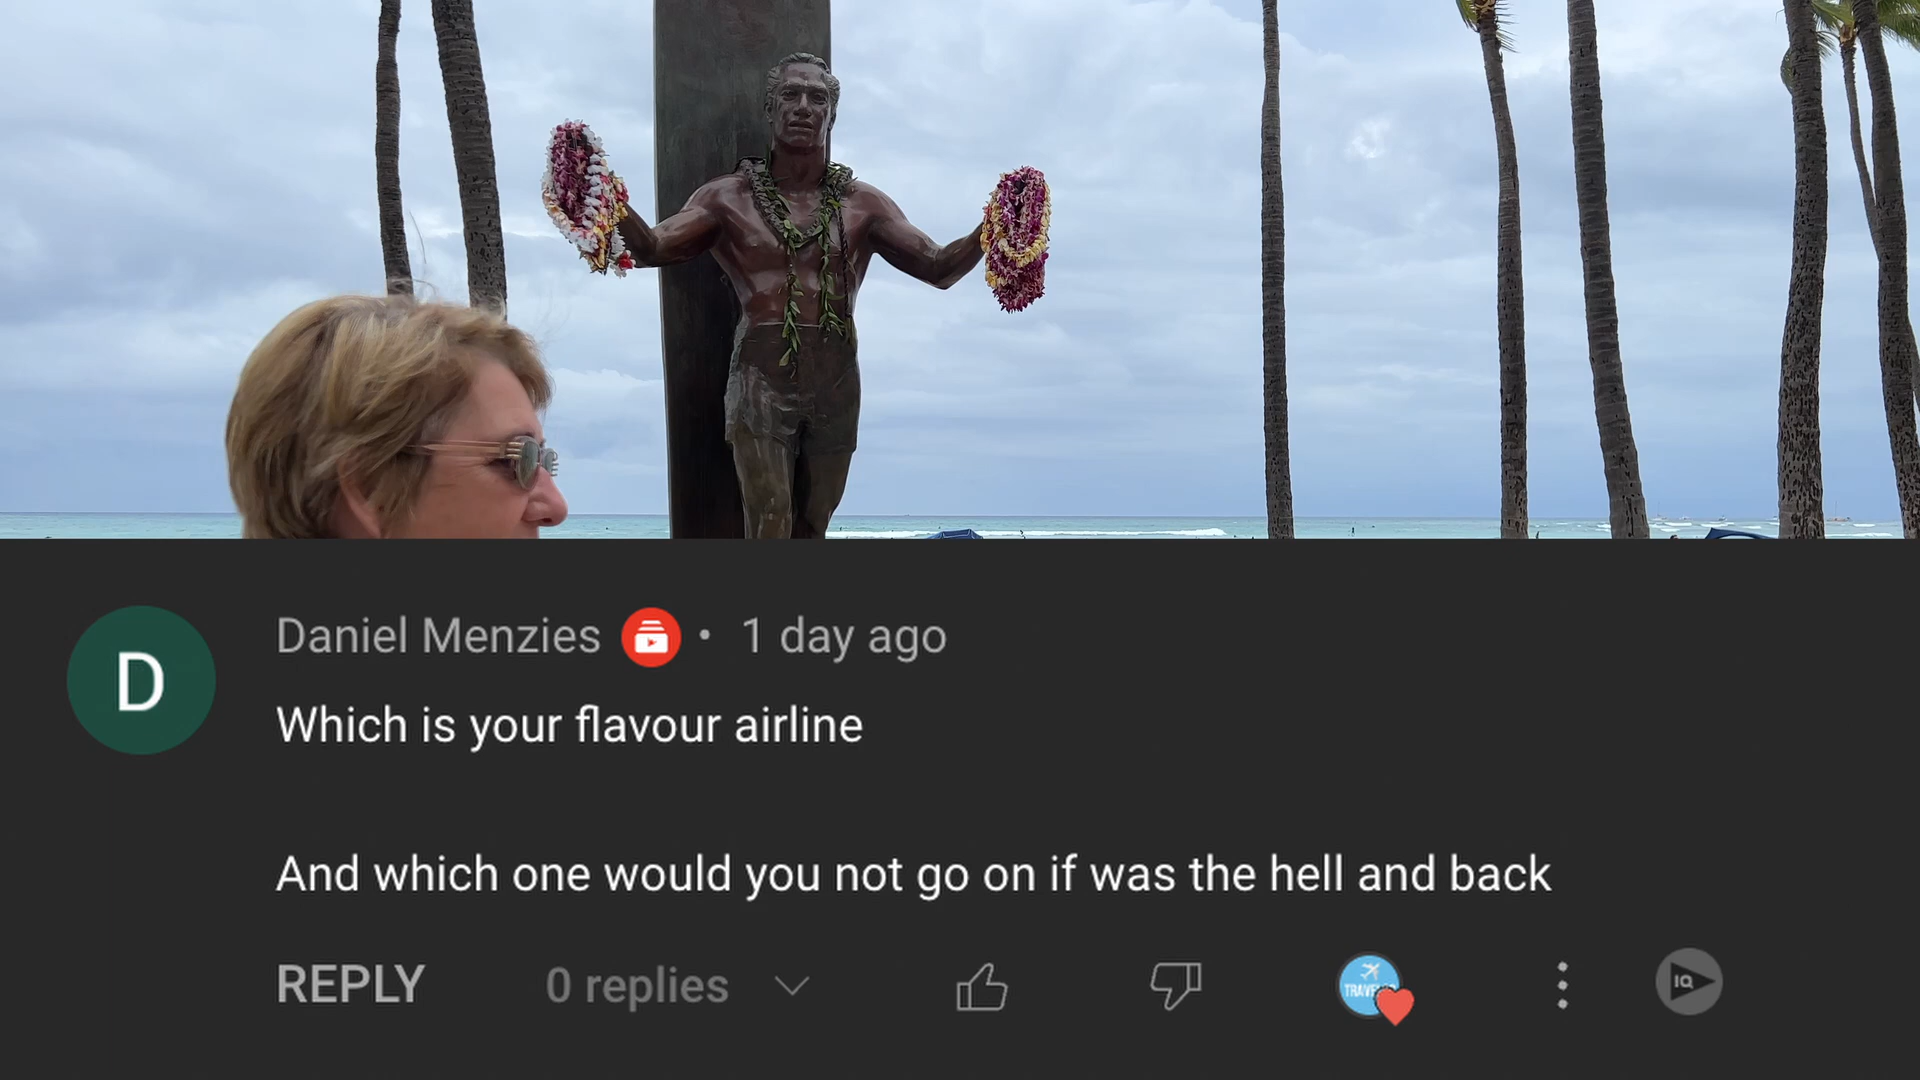 D
Daniel Menzies • 1 day ago
Which is your flavour airline
And which one would you not go on if was the hell and back
REPLY
0 replies
IQ